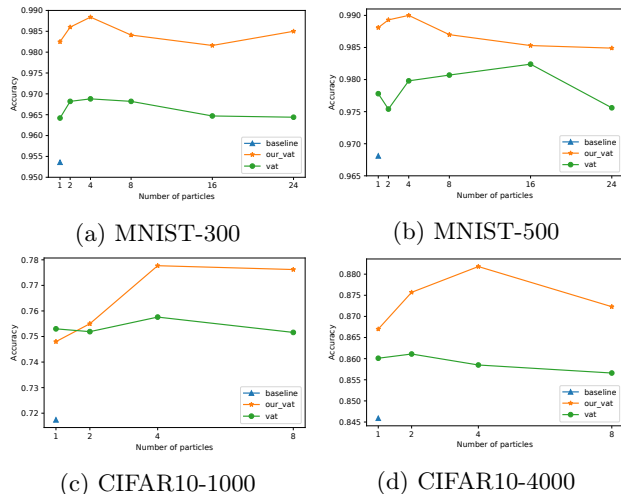 0.990
0.985
0.980
0.975
0.970
0.965
0.960
0.955
0.950
Accuracy
1 2 4 8 16 24
Number of particles
baseline
our_vat
vat
(a) MNIST-300
0.990
0.985
0.980
0.975
0.970
0.965
Accuracy
1 2 4 8 16 24
Number of particles
baseline
our_vat
vat
(b) MNIST-500
0.78
0.77
0.76
0.75
0.74
0.73
0.72
Accuracy
1 2 4 8
Number of particles
baseline
our_vat
vat
(c) CIFAR10-1000
0.880
0.875
0.870
0.865
0.860
0.855
0.850
0.845
Accuracy
1 2 4 8
Number of particles
baseline
our_vat
vat
(d) CIFAR10-4000